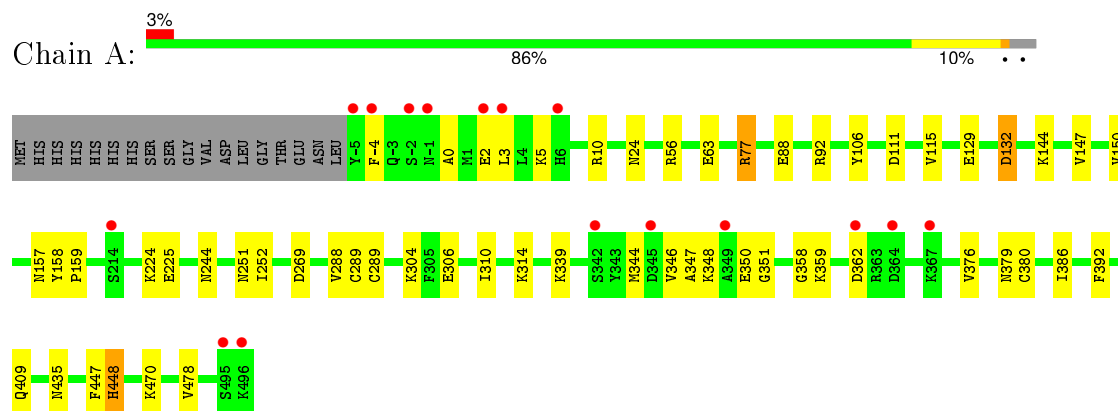 3%
Chain A:
86% 10% • •
MET HIS HIS HIS HIS HIS HIS SER SER GLY VAL ASP LEU GLY THR GLU ASN LEU Y-5 F-4 Q-3 S-2 N-1 A0 M1 E2 L3 L4 K5 H6 R10 N24 R56 E63 R77 E88 R92 Y106 D111 V115 E129 D132 K144 V147 V150
N157 Y158 P159 S214 K224 E225 N244 N251 I252 D269 V288 C289 C289 K304 F305 E306 I310 K314 K339 S342 Y343 M344 D345 V346 A347 K348 A349 E350 G351 G358 K359 D362 R363 D364 K367 V376 N379 C380 I386 F392
Q409 N435 F447 H448 K470 V478 S495 K496